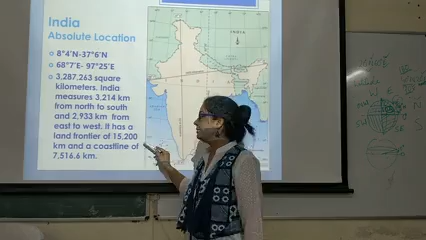 India
Absolute Location
8°4'N-37°6'N
68°7'E- 97°25'E
3,287,263 square
kilometers. India
measures 3,214 km
from north to south
and 2,933 km from
east to west. It has a
land frontier of 15,200
km and a coastline of
7,516.6 km.
INDIA
W E